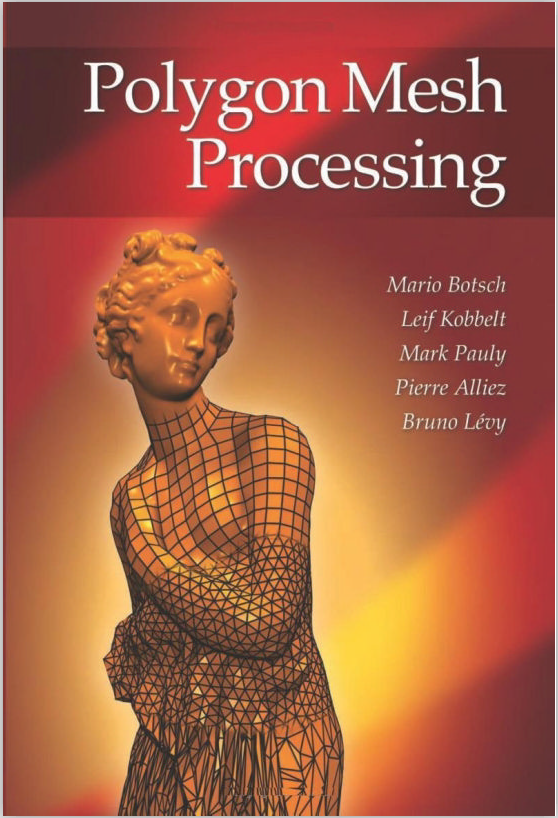 Polygon Mesh
Processing
Mario Botsch
Leif Kobbelt
Mark Pauly
Pierre Alliez
Bruno Lévy